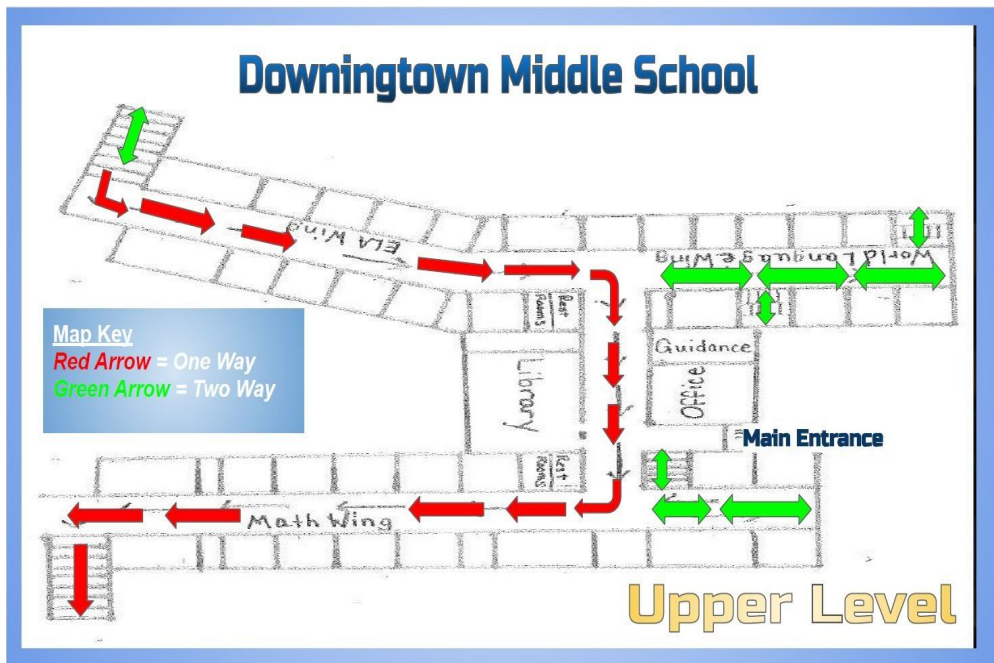 Downingtown Middle School
ELA Wing
World Language Wing
Rest
Rooms
Map Key
Red Arrow = One Way
Green Arrow = Two Way
Library
Guidance
Office
Main Entrance
Rest
Rooms
Math Wing
Upper Level